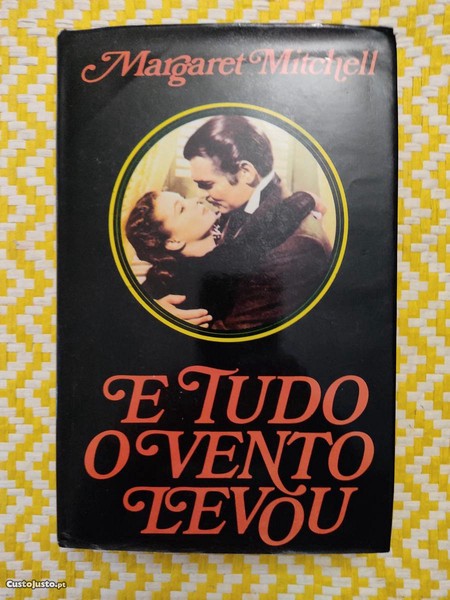 Margaret Mitchell
E TUDO
O VENTO
LEVOU
CustoJusto.pt